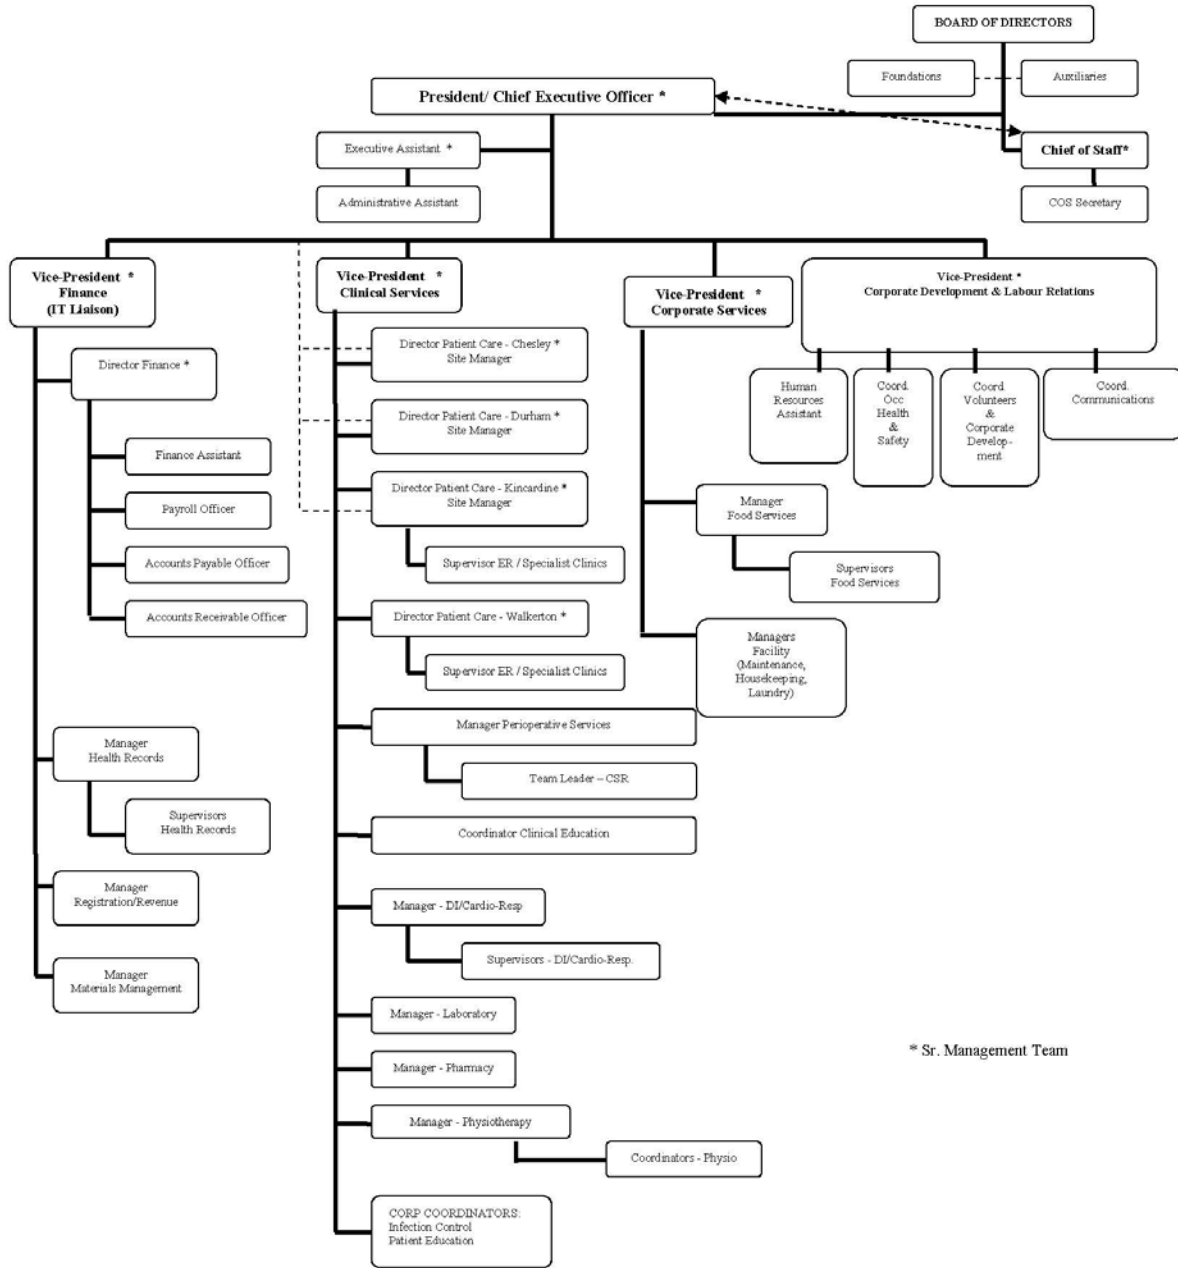 BOARD OF DIRECTORS
Foundations
Auxiliaries
President/ Chief Executive Officer *
Executive Assistant *
Administrative Assistant
Chief of Staff*
COS Secretary
Vice-President *
Finance
(IT Liaison)
Director Finance *
Finance Assistant
Payroll Officer
Accounts Payable Officer
Accounts Receivable Officer
Manager
Health Records
Supervisors
Health Records
Manager
Registration/Revenue
Manager
Materials Management
Vice-President *
Clinical Services
Director Patient Care - Chesley *
Site Manager
Director Patient Care - Durham *
Site Manager
Director Patient Care - Kincardine *
Site Manager
Supervisor ER / Specialist Clinics
Director Patient Care - Walkerton *
Supervisor ER / Specialist Clinics
Manager Perioperative Services
Team Leader – CSR
Coordinator Clinical Education
Manager - DI/Cardio-Resp
Supervisors - DI/Cardio-Resp.
Manager - Laboratory
Manager - Pharmacy
Manager - Physiotherapy
Coordinators - Physio
CORP COORDINATORS:
Infection Control
Patient Education
Vice-President *
Corporate Services
Manager
Food Services
Supervisors
Food Services
Managers
Facility
(Maintenance,
Housekeeping,
Laundry)
Vice-President *
Corporate Development & Labour Relations
Human
Resources
Assistant
Coord.
Occ
Health
&
Safety
Coord.
Volunteers
&
Corporate
Develop-
ment
Coord.
Communications
* Sr. Management Team